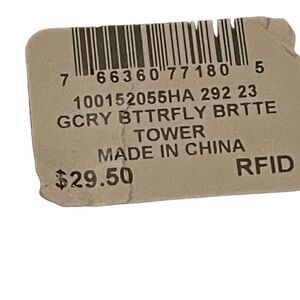 7 66360 77180 5
100152055HA 292 23
GCRY BTTRFLY BRTTE
TOWER
MADE IN CHINA
$29.50 RFID